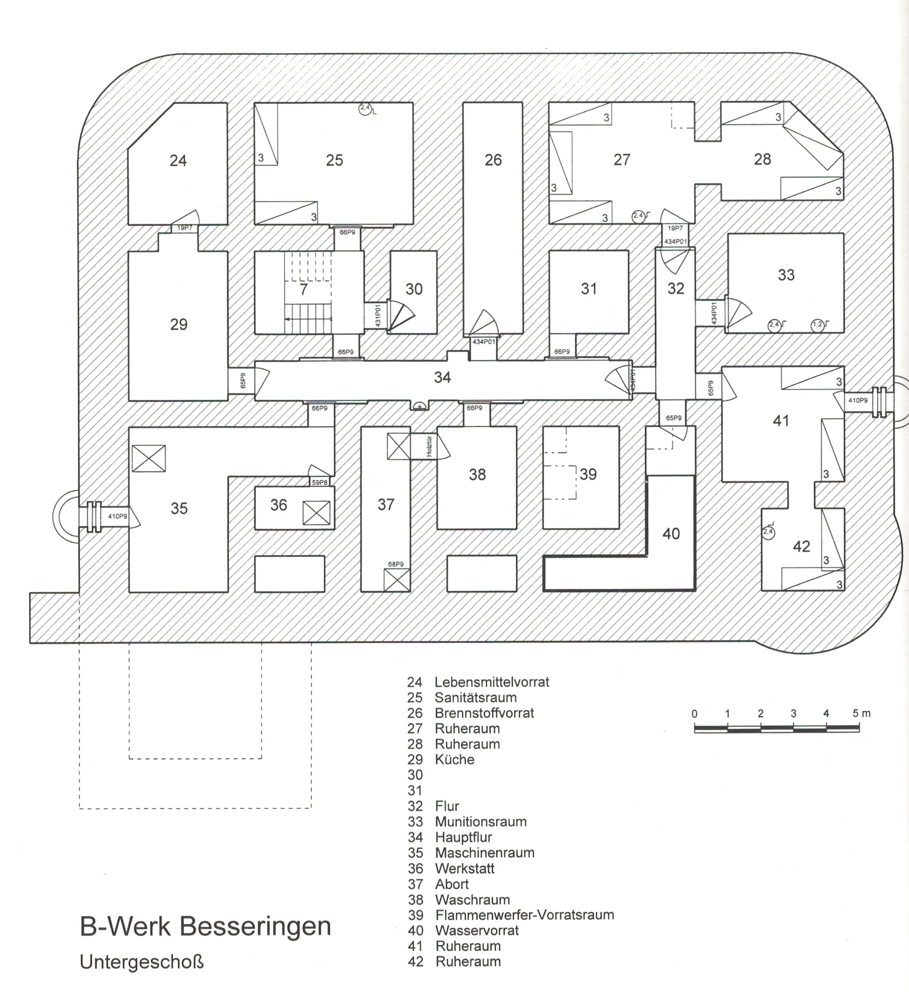 2,4
3
3
3
24
25
26
27
28
3
3
3
3
3
2,4
19P7
66P9
19P7
434P01
33
7
30
31
32
431P01
434P01
29
2,4
1,2
434P01
66P9
66P9
34
65P9
434P01
65P9
3
410P9
66P9
66P9
65P9
41
Holztür
38
39
3
59P8
36
37
35
410P9
40
2,4
42
3
68P9
3
24 Lebensmittelvorrat
25 Sanitätsraum
26 Brennstoffvorrat
27 Ruheraum
28 Ruheraum
29 Küche
30
31
32 Flur
33 Munitionsraum
34 Hauptflur
35 Maschinenraum
36 Werkstatt
37 Abort
38 Waschraum
39 Flammenwerfer-Vorratsraum
40 Wasservorrat
41 Ruheraum
42 Ruheraum
0 1 2 3 4 5 m
B-Werk Besseringen
Untergeschoß